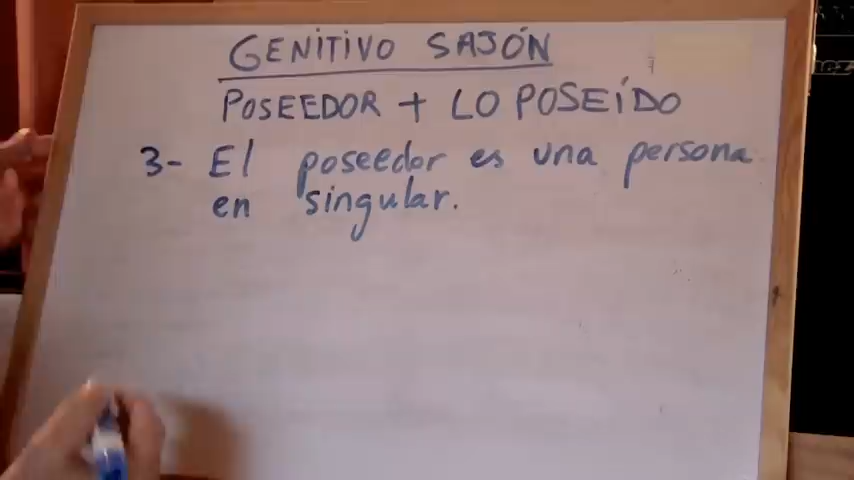 GENITIVO SAJÓN
POSEEDOR + LO POSEÍDO
3- El poseedor es una persona
en singular.